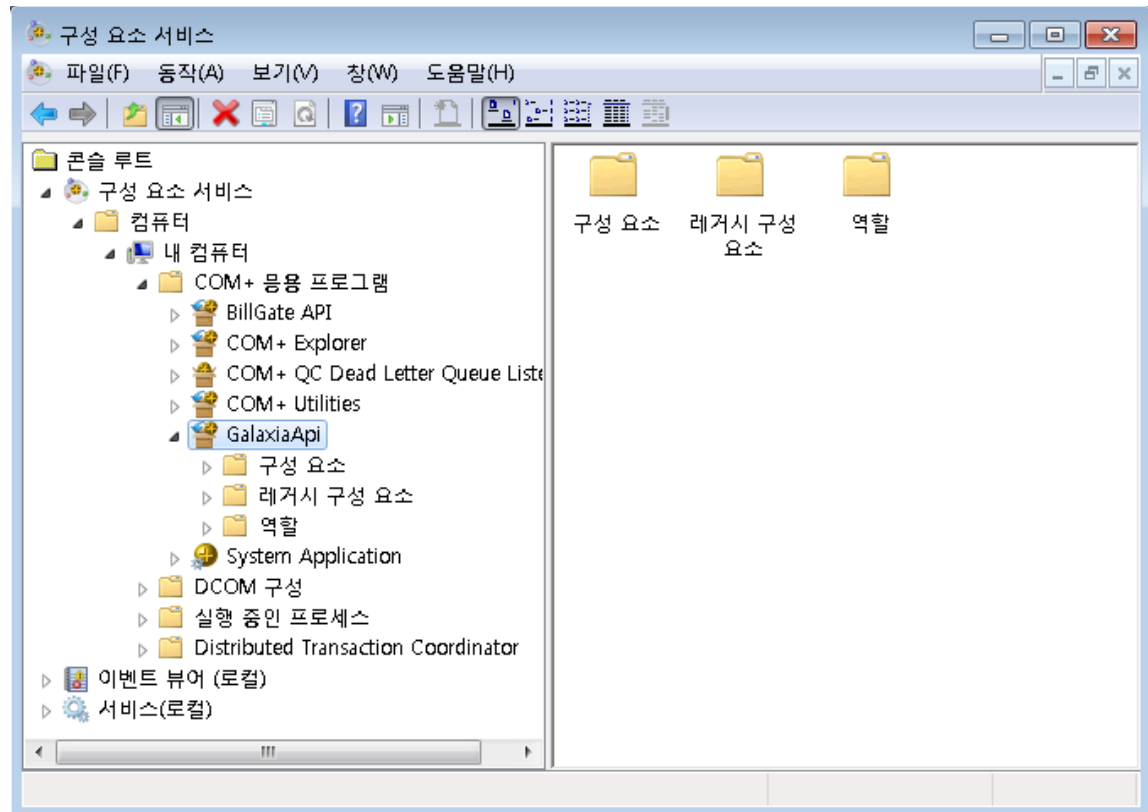 구성 요소 서비스
파일(F) 동작(A) 보기(V) 창(W) 도움말(H)
콘솔 루트
구성 요소 서비스
컴퓨터
내 컴퓨터
COM+ 응용 프로그램
BillGate API
COM+ Explorer
COM+ QC Dead Letter Queue Liste
COM+ Utilities
GalaxiaApi
구성 요소
레거시 구성 요소
역할
System Application
DCOM 구성
실행 중인 프로세스
Distributed Transaction Coordinator
이벤트 뷰어 (로컬)
서비스(로컬)
구성 요소
레거시 구성
요소
역할